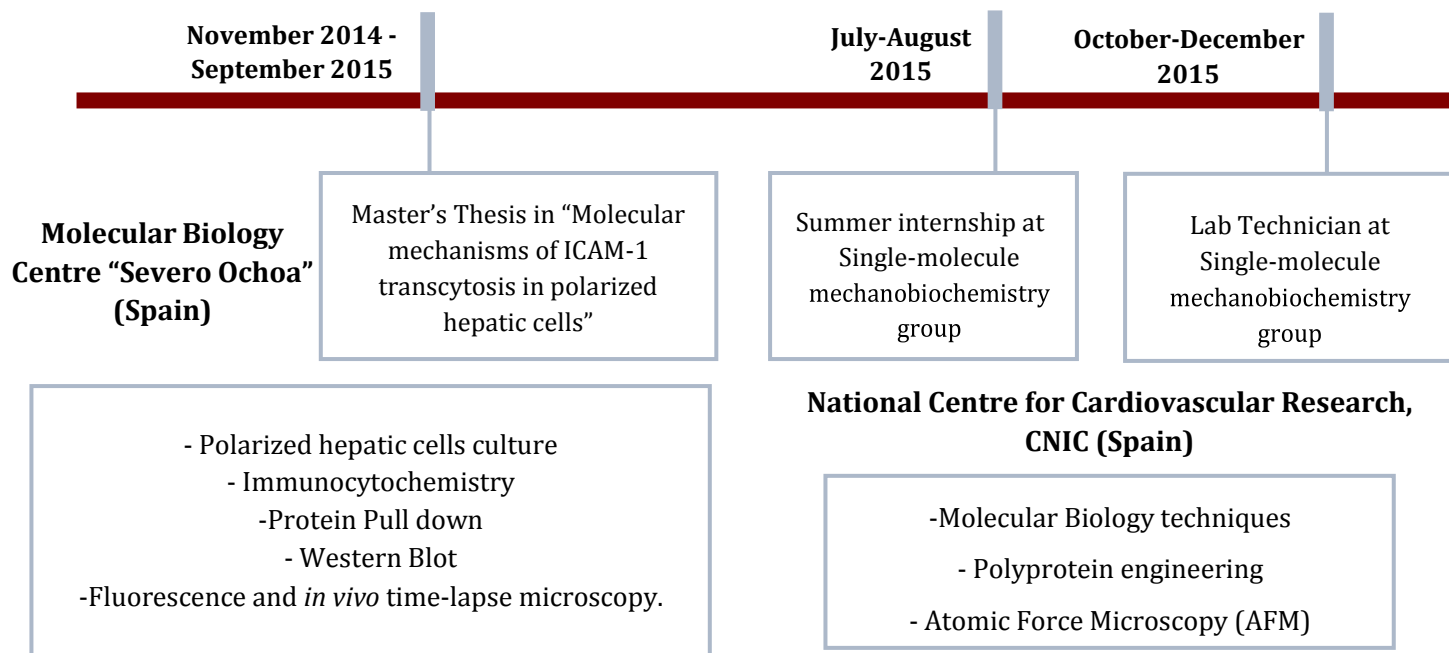 November 2014 -
September 2015
July-August
2015
October-December
2015
Molecular Biology
Centre “Severo Ochoa”
(Spain)
Master’s Thesis in “Molecular
mechanisms of ICAM-1
transcytosis in polarized
hepatic cells”
Summer internship at
Single-molecule
mechanobiochemistry
group
Lab Technician at
Single-molecule
mechanobiochemistry
group
- Polarized hepatic cells culture
- Immunocytochemistry
-Protein Pull down
- Western Blot
-Fluorescence and in vivo time-lapse microscopy.
National Centre for Cardiovascular Research,
CNIC (Spain)
-Molecular Biology techniques
- Polyprotein engineering
- Atomic Force Microscopy (AFM)